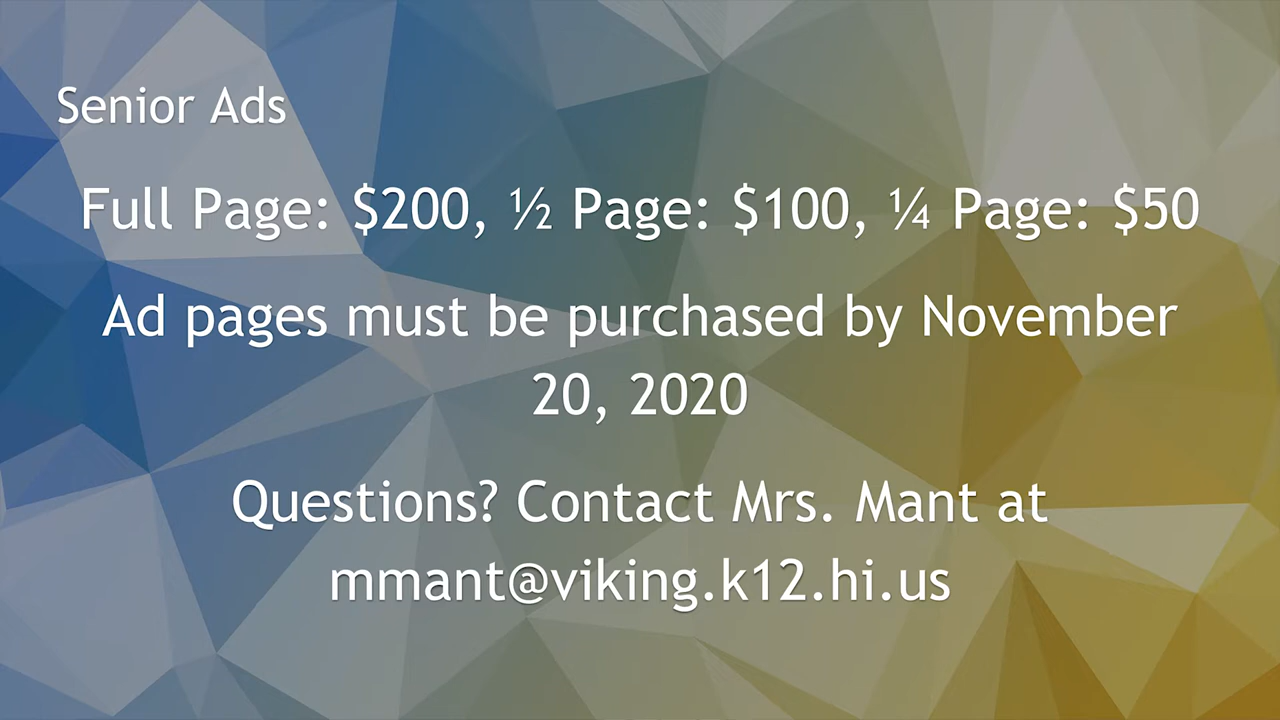 Senior Ads
Full Page: $200, ½ Page: $100, ¼ Page: $50
Ad pages must be purchased by November
20, 2020
Questions? Contact Mrs. Mant at
mmant@viking.k12.hi.us